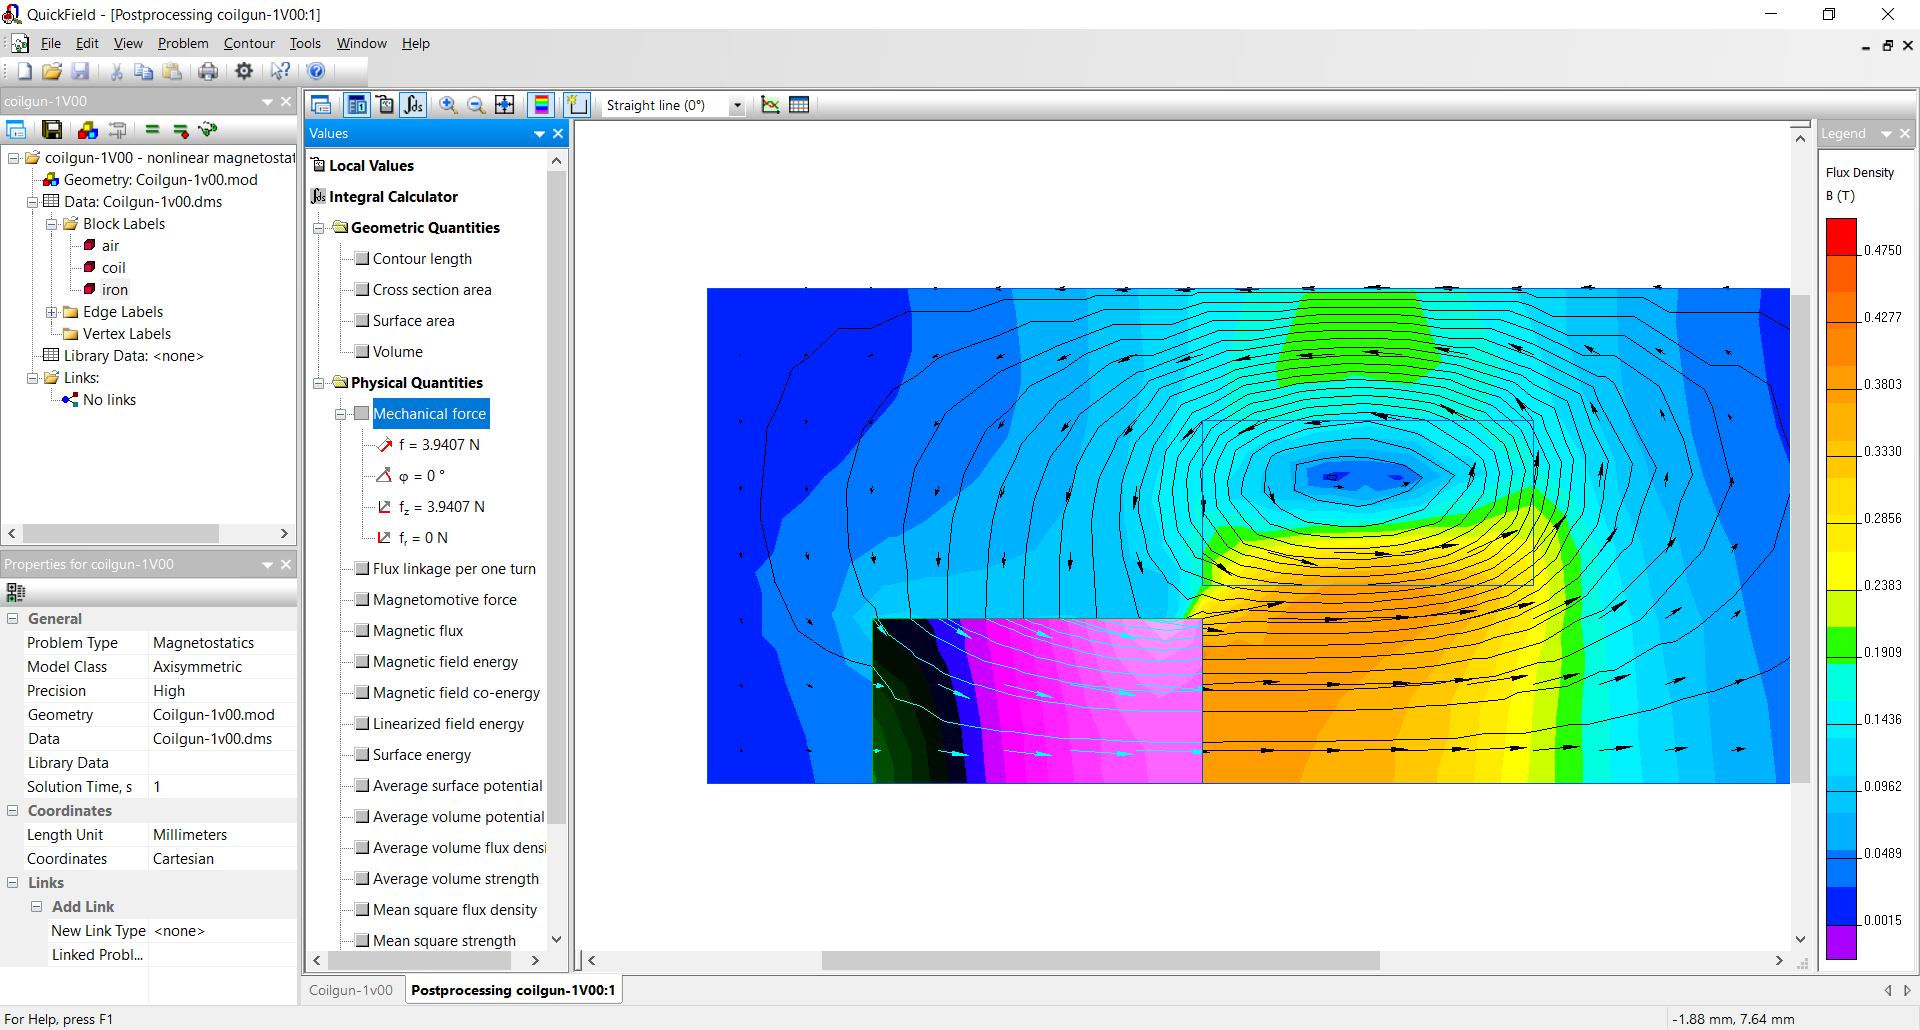 QuickField - [Postprocessing coilgun-1V00:1]
File Edit View Problem Contour Tools Window Help
coilgun-1V00
coilgun-1V00 - nonlinear magnetostat
Geometry: Coilgun-1v00.mod
Data: Coilgun-1v00.dms
Block Labels
air
coil
iron
Edge Labels
Vertex Labels
Library Data: <none>
Links:
No links
Properties for coilgun-1V00
General
Problem Type Magnetostatics
Model Class Axisymmetric
Precision High
Geometry Coilgun-1v00.mod
Data Coilgun-1v00.dms
Library Data
Solution Time, s 1
Coordinates
Length Unit Millimeters
Coordinates Cartesian
Links
Add Link
New Link Type <none>
Linked Probl...
Straight line (0°)
Values
Local Values
Integral Calculator
Geometric Quantities
Contour length
Cross section area
Surface area
Volume
Physical Quantities
Mechanical force
f = 3.9407 N
φ = 0 °
fz = 3.9407 N
fr = 0 N
Flux linkage per one turn
Magnetomotive force
Magnetic flux
Magnetic field energy
Magnetic field co-energy
Linearized field energy
Surface energy
Average surface potential
Average volume potential
Average volume flux densi
Average volume strength
Mean square flux density
Mean square strength
Legend
Flux Density
B (T)
0.4750
0.4277
0.3803
0.3330
0.2856
0.2383
0.1909
0.1436
0.0962
0.0489
0.0015
Coilgun-1v00
Postprocessing coilgun-1V00:1
For Help, press F1
-1.88 mm, 7.64 mm